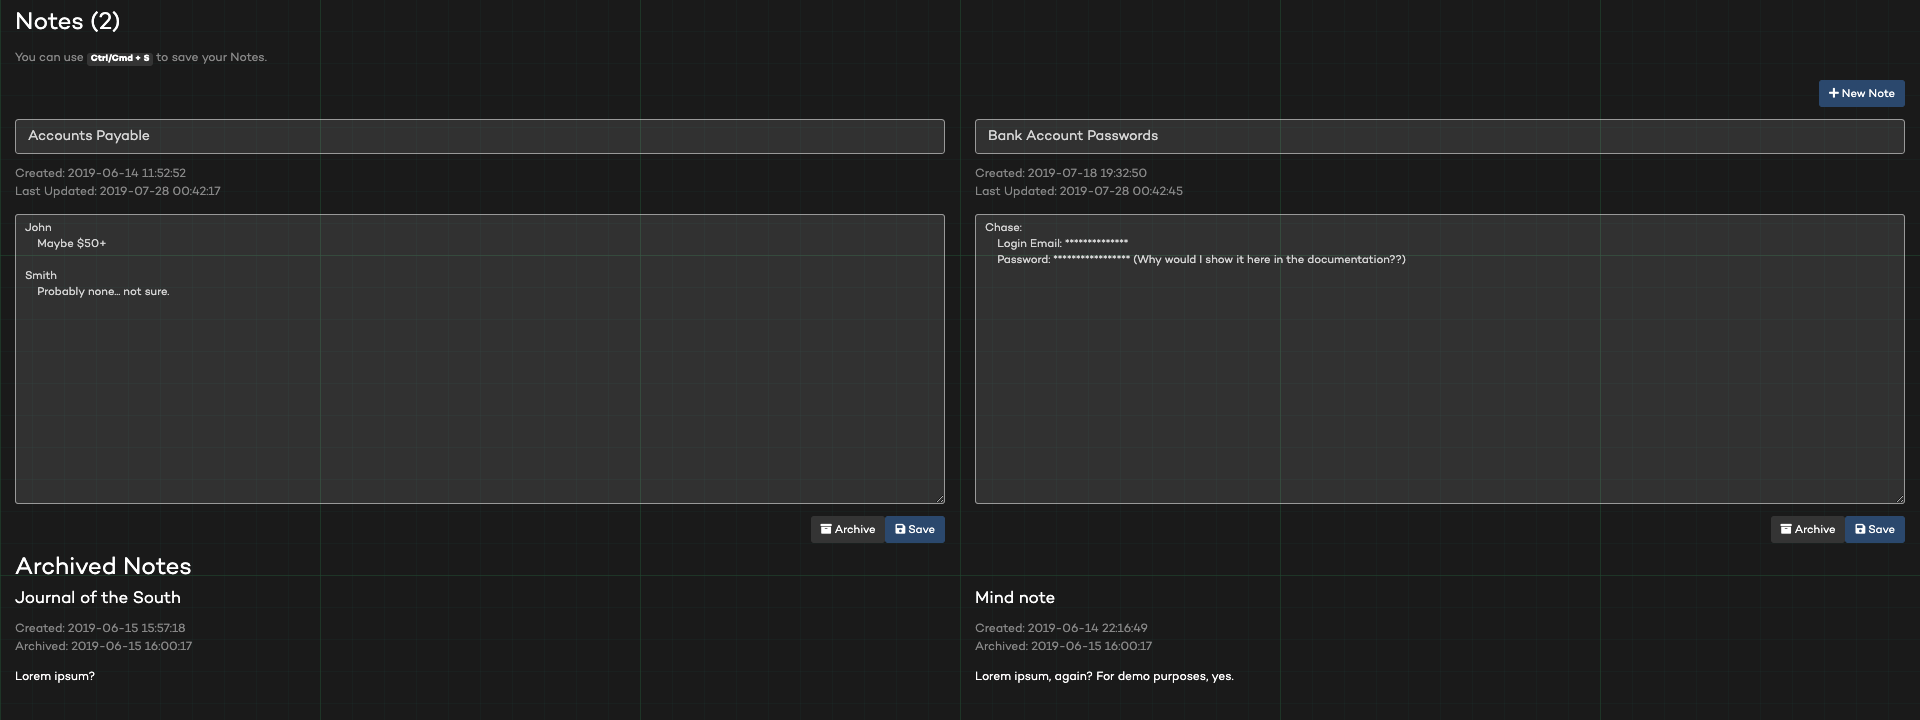 Notes (2)
You can use Ctrl/Cmd + S to save your Notes.
New Note
Accounts Payable
Created: 2019-06-14 11:52:52
Last Updated: 2019-07-28 00:42:17
John
Maybe $50+
Smith
Probably none... not sure.
Archive Save
Bank Account Passwords
Created: 2019-07-18 19:32:50
Last Updated: 2019-07-28 00:42:45
Chase:
Login Email: **************
Password: ***************** (Why would I show it here in the documentation??)
Archive Save
Archived Notes
Journal of the South
Created: 2019-06-15 15:57:18
Archived: 2019-06-15 16:00:17
Lorem ipsum?
Mind note
Created: 2019-06-14 22:16:49
Archived: 2019-06-15 16:00:17
Lorem ipsum, again? For demo purposes, yes.